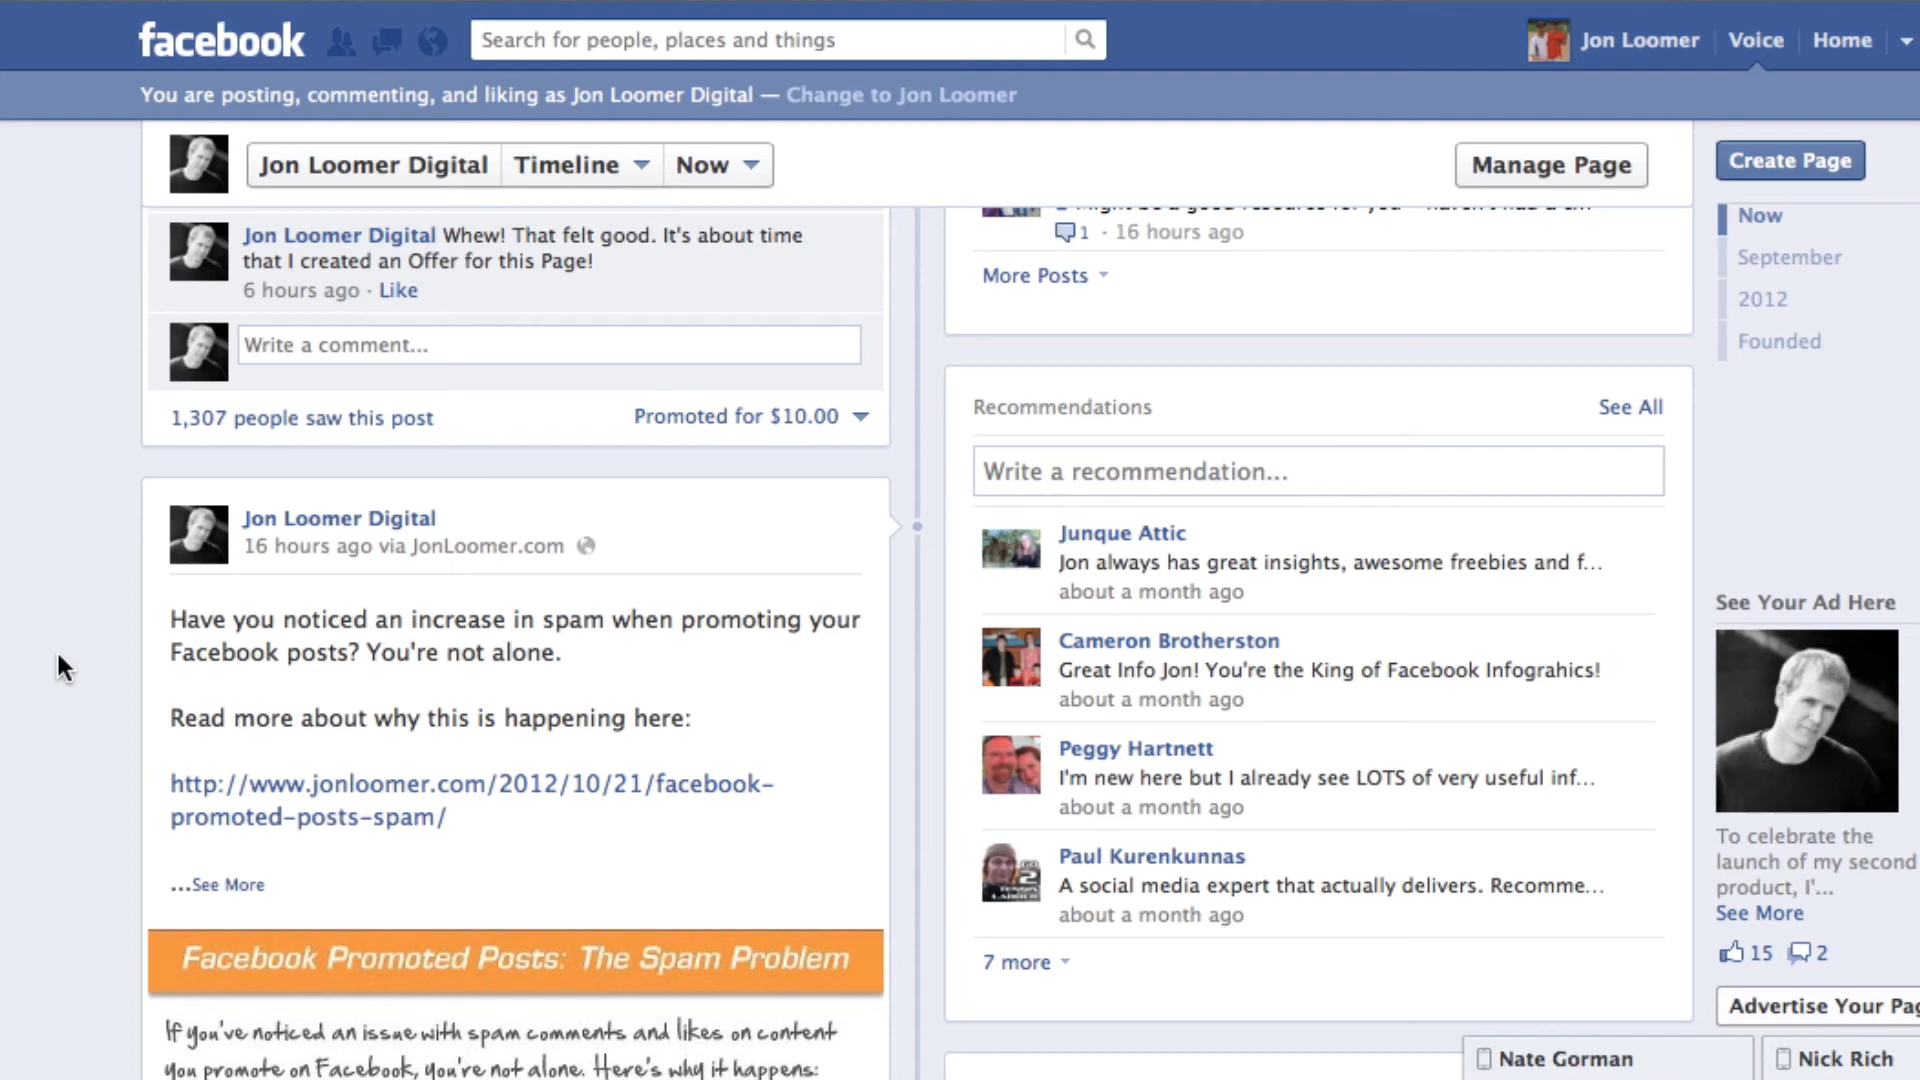 facebook
Search for people, places and things
Jon Loomer
Voice
Home
You are posting, commenting, and liking as Jon Loomer Digital — Change to Jon Loomer
Jon Loomer Digital
Timeline
Now
Manage Page
Create Page
Jon Loomer Digital Whew! That felt good. It's about time
that I created an Offer for this Page!
6 hours ago · Like
Write a comment...
1,307 people saw this post
Promoted for $10.00
Jon Loomer Digital
16 hours ago via JonLoomer.com
Have you noticed an increase in spam when promoting your
Facebook posts? You're not alone.
Read more about why this is happening here:
http://www.jonloomer.com/2012/10/21/facebook-
promoted-posts-spam/
...See More
Facebook Promoted Posts: The Spam Problem
If you've noticed an issue with spam comments and likes on content
you promote on Facebook, you're not alone. Here's why it happens:
1 · 16 hours ago
More Posts
Recommendations
See All
Write a recommendation...
Junque Attic
Jon always has great insights, awesome freebies and f...
about a month ago
Cameron Brotherston
Great Info Jon! You're the King of Facebook Infograhics!
about a month ago
Peggy Hartnett
I'm new here but I already see LOTS of very useful inf...
about a month ago
Paul Kurenkunnas
A social media expert that actually delivers. Recomme...
about a month ago
7 more
Now
September
2012
Founded
See Your Ad Here
To celebrate the
launch of my second
product, I'...
See More
15 2
Advertise Your Pag
Nate Gorman
Nick Rich